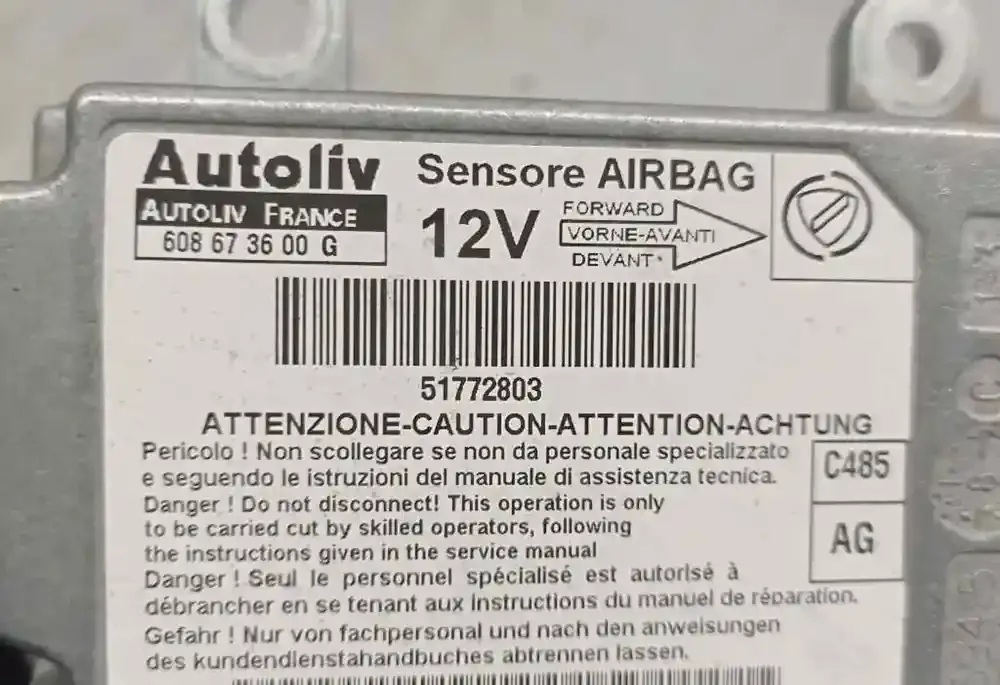 Autoliv
AUTOLIV FRANCE
608 67 36 00 G
Sensore AIRBAG
12V
FORWARD
VORNE-AVANTI
DEVANT
51772803
ATTENZIONE-CAUTION-ATTENTION-ACHTUNG
Pericolo ! Non scollegare se non da personale specializzato
e seguendo le istruzioni del manuale di assistenza tecnica.
Danger ! Do not disconnect! This operation is only
to be carried cut by skilled operators, following
the instructions given in the service manual
Danger ! Seul le personnel spécialisé est autorisé à
débrancher en se tenant aux Instructions du manuel de réparation.
Gefahr ! Nur von fachpersonal und nach den anweisungen
des kundendlenstahandbuches abtrennen lassen.
C485
AG